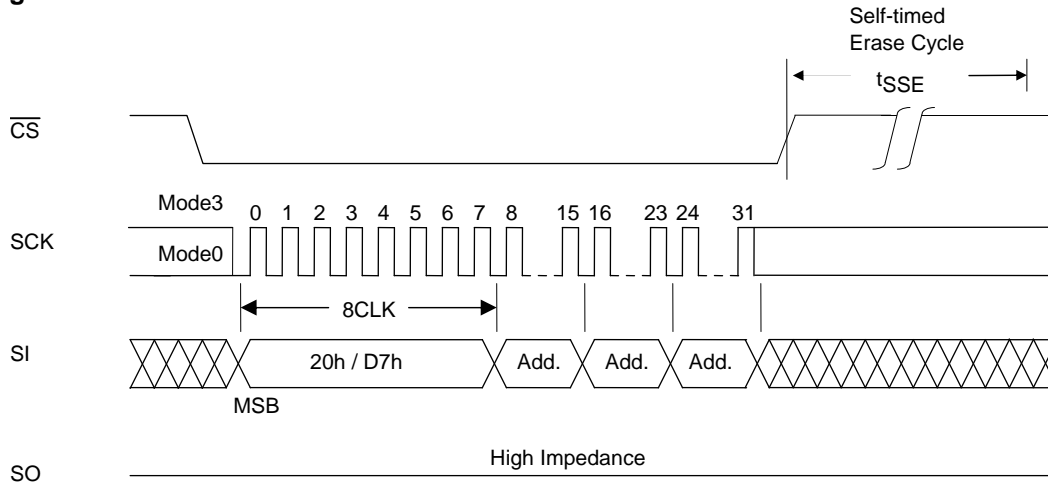 g
Self-timed
Erase Cycle
tSSE
CS
Mode3
0 1 2 3 4 5 6 7 8 15 16 23 24 31
SCK
Mode0
8CLK
SI
20h / D7h Add. Add. Add.
MSB
High Impedance
SO